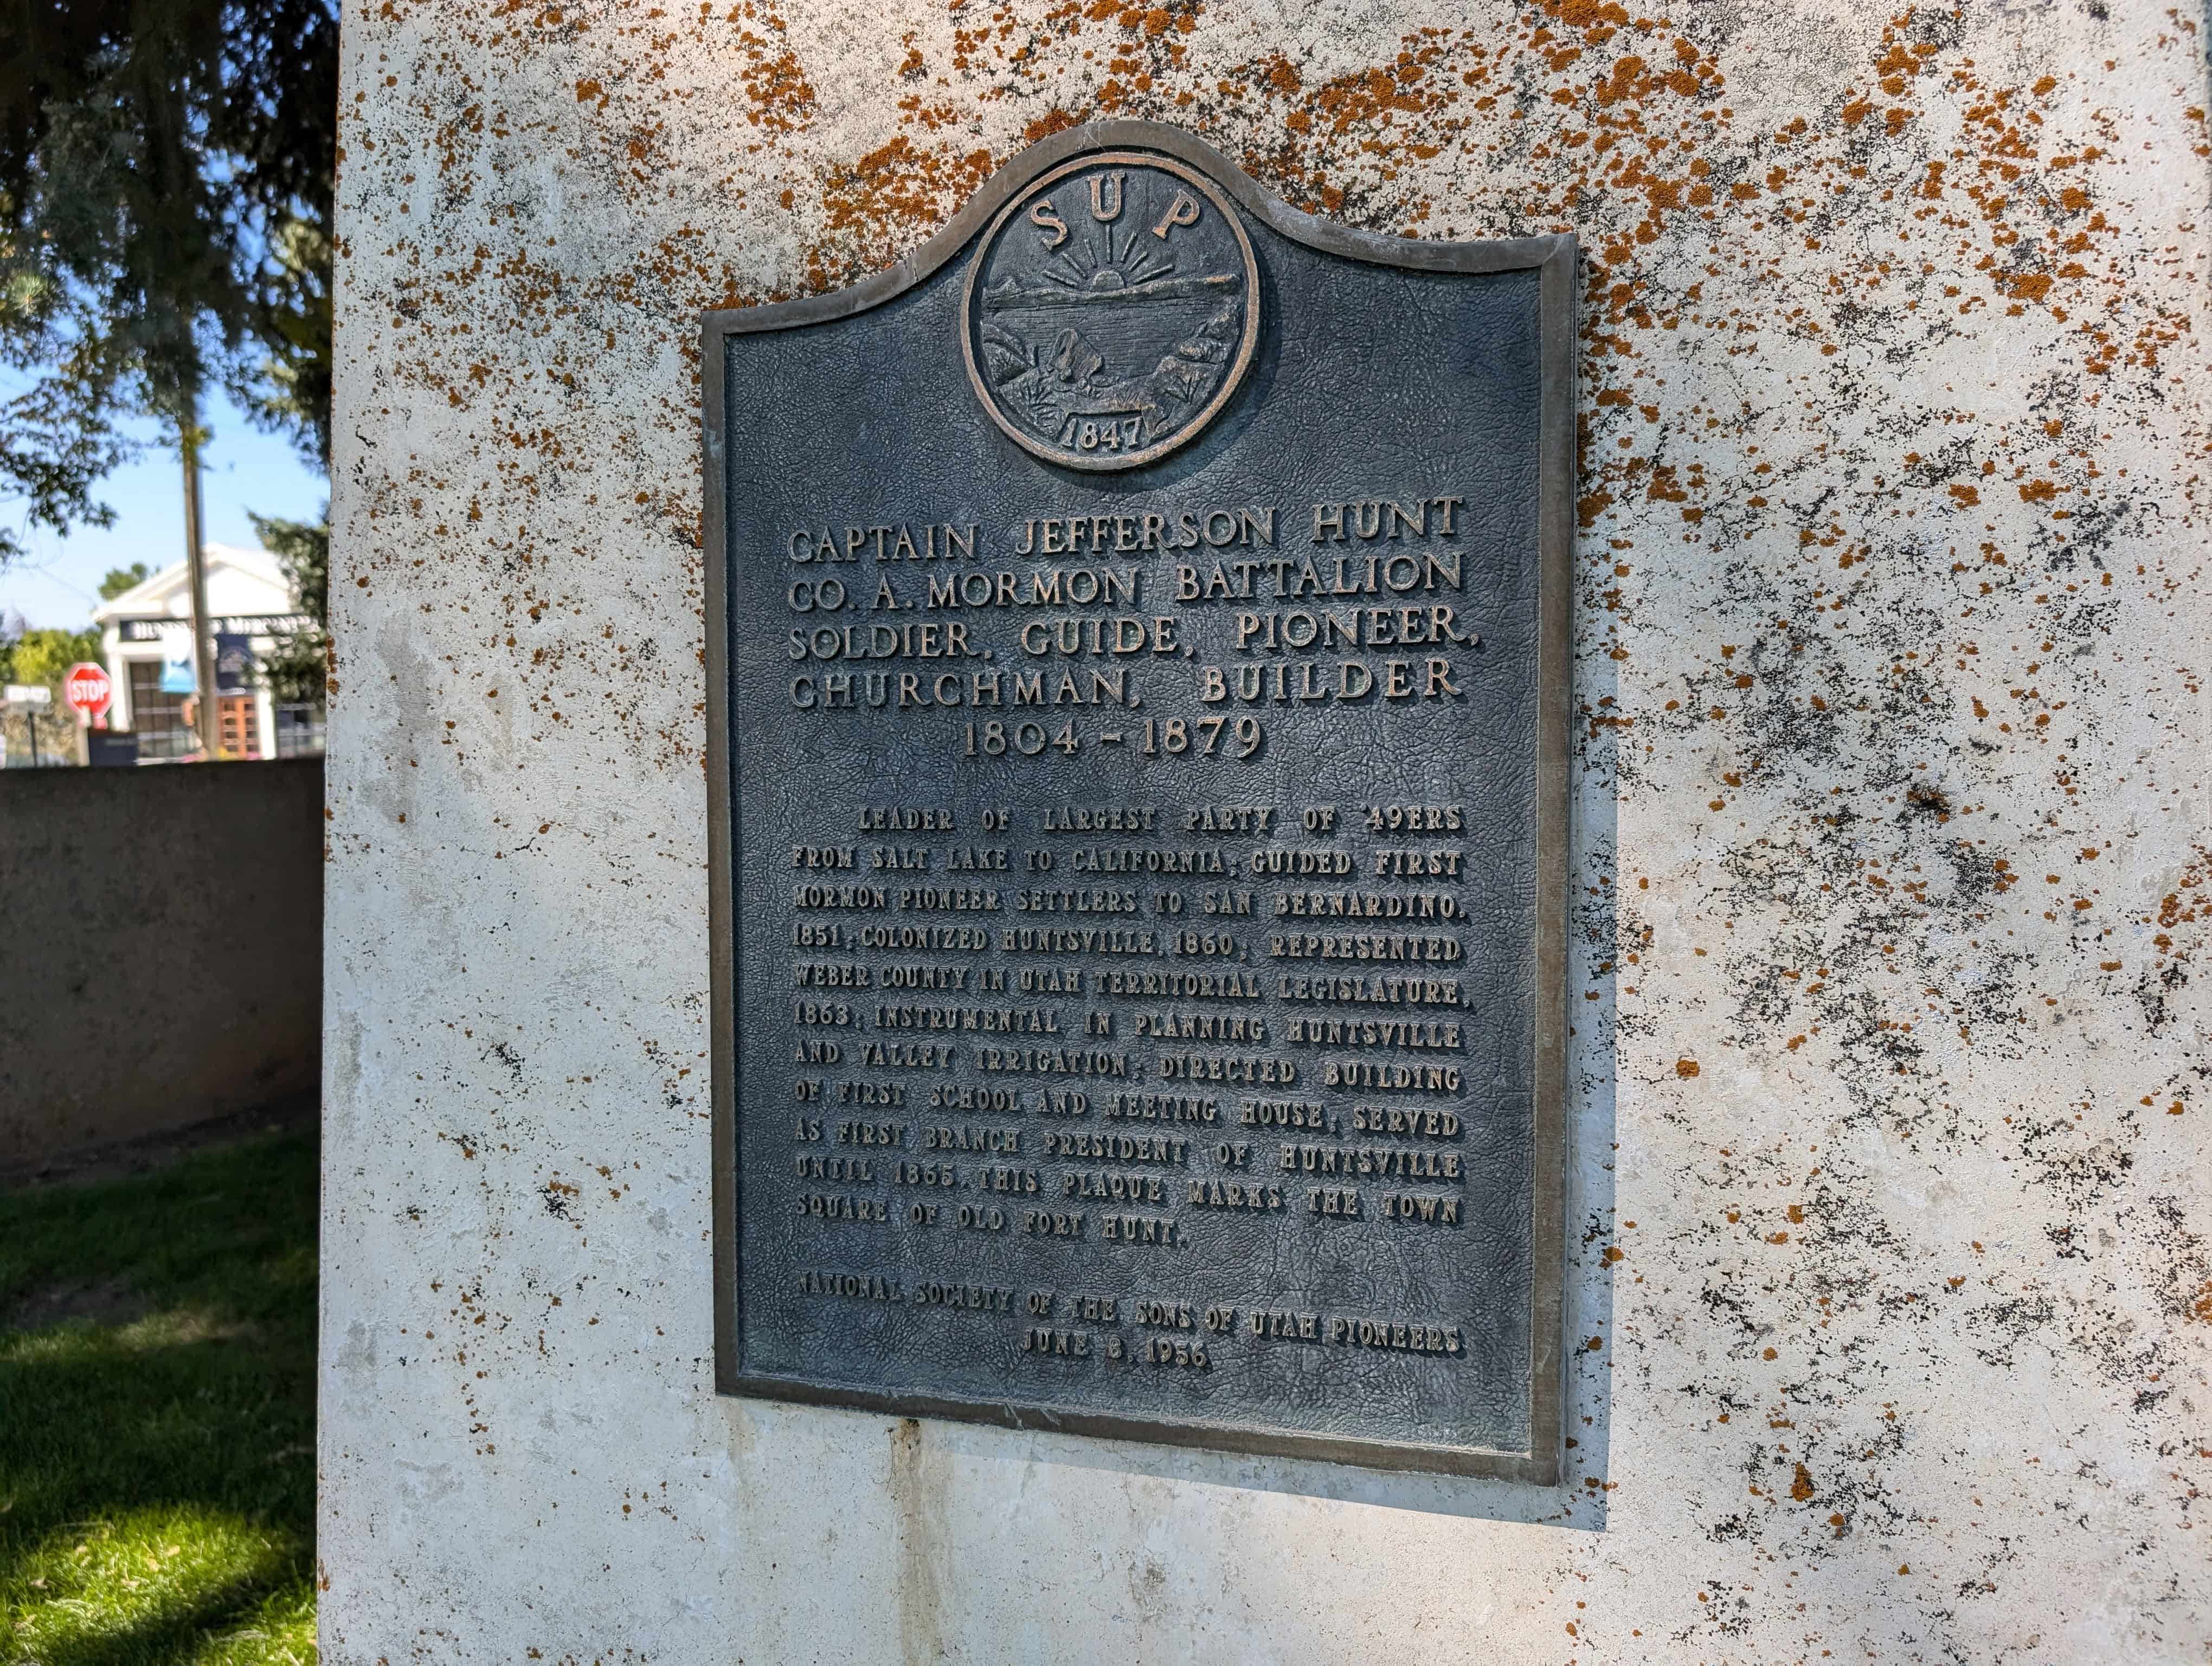 S U P
1847
CAPTAIN JEFFERSON HUNT
CO. A. MORMON BATTALION
SOLDIER, GUIDE, PIONEER,
CHURCHMAN, BUILDER
1804 - 1879
LEADER OF LARGEST PARTY OF '49ERS
FROM SALT LAKE TO CALIFORNIA; GUIDED FIRST
MORMON PIONEER SETTLERS TO SAN BERNARDINO,
1851; COLONIZED HUNTSVILLE, 1860; REPRESENTED
WEBER COUNTY IN UTAH TERRITORIAL LEGISLATURE,
1863; INSTRUMENTAL IN PLANNING HUNTSVILLE
AND VALLEY IRRIGATION; DIRECTED BUILDING
OF FIRST SCHOOL AND MEETING HOUSE; SERVED
AS FIRST BRANCH PRESIDENT OF HUNTSVILLE
UNTIL 1865. THIS PLAQUE MARKS THE TOWN
SQUARE OF OLD FORT HUNT.
NATIONAL SOCIETY OF THE SONS OF UTAH PIONEERS
JUNE 8, 1956
STOP